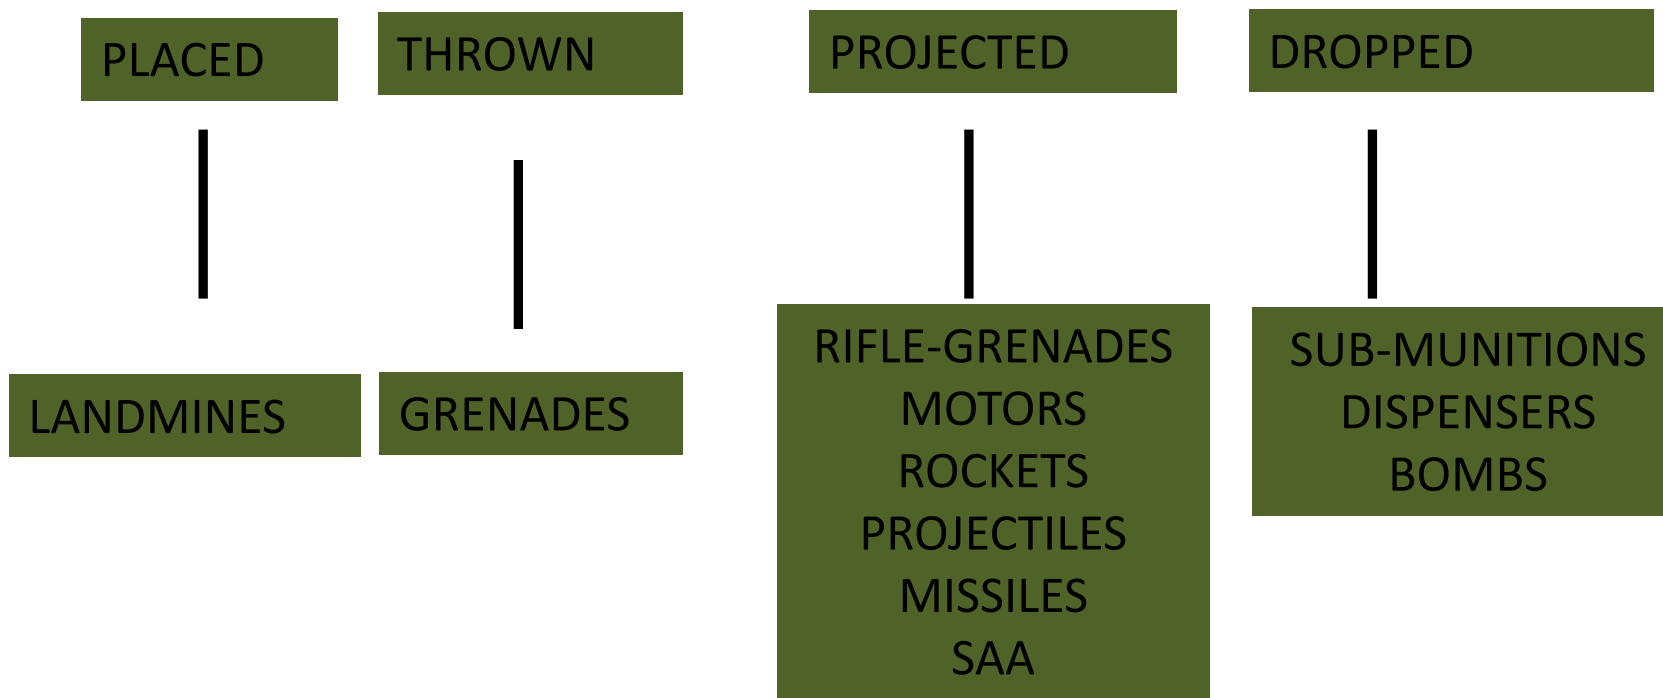 PLACED
THROWN
PROJECTED
DROPPED
LANDMINES
GRENADES
RIFLE-GRENADES
MOTORS
ROCKETS
PROJECTILES
MISSILES
SAA
SUB-MUNITIONS
DISPENSERS
BOMBS